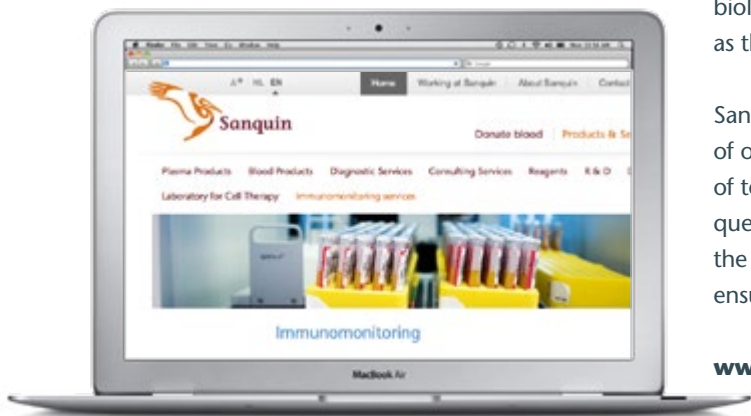 A NL EN Home Working at Sanquin About Sanquin Contact
Sanquin
Donate blood Products & Se
Plasma Products Blood Products Diagnostic Services Consulting Services Reagents R & D
Laboratory for Cell Therapy Immunomonitoring services
Immunomonitoring
MacBook Air
biol
as th
San
of o
of te
que
the
ensu
ww